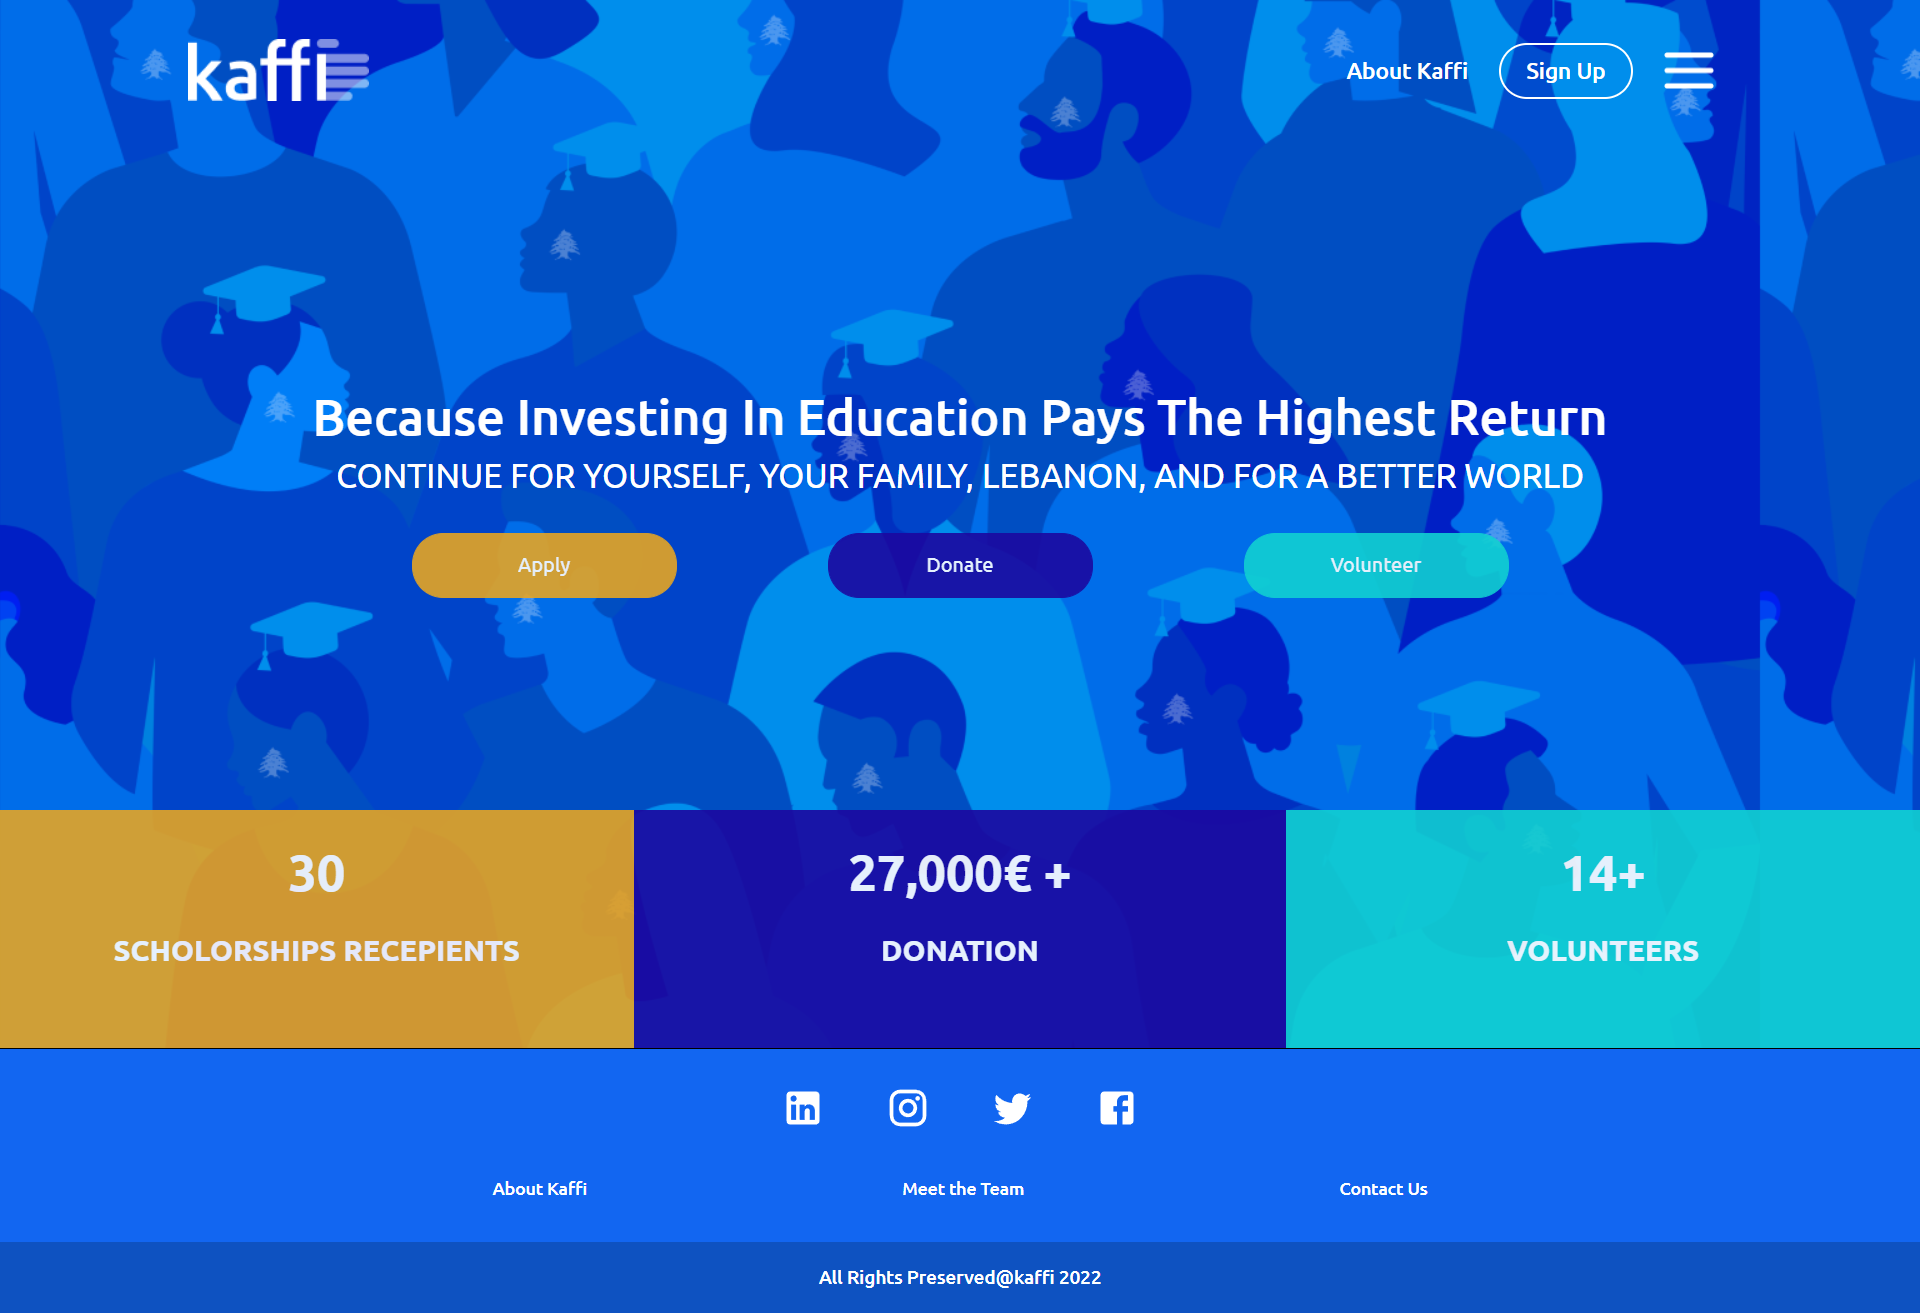 kaffi
About Kaffi
Sign Up
Because Investing In Education Pays The Highest Return
CONTINUE FOR YOURSELF, YOUR FAMILY, LEBANON, AND FOR A BETTER WORLD
Apply
Donate
Volunteer
30
SCHOLORSHIPS RECEPIENTS
27,000€ +
DONATION
14+
VOLUNTEERS
About Kaffi
Meet the Team
Contact Us
All Rights Preserved@kaffi 2022